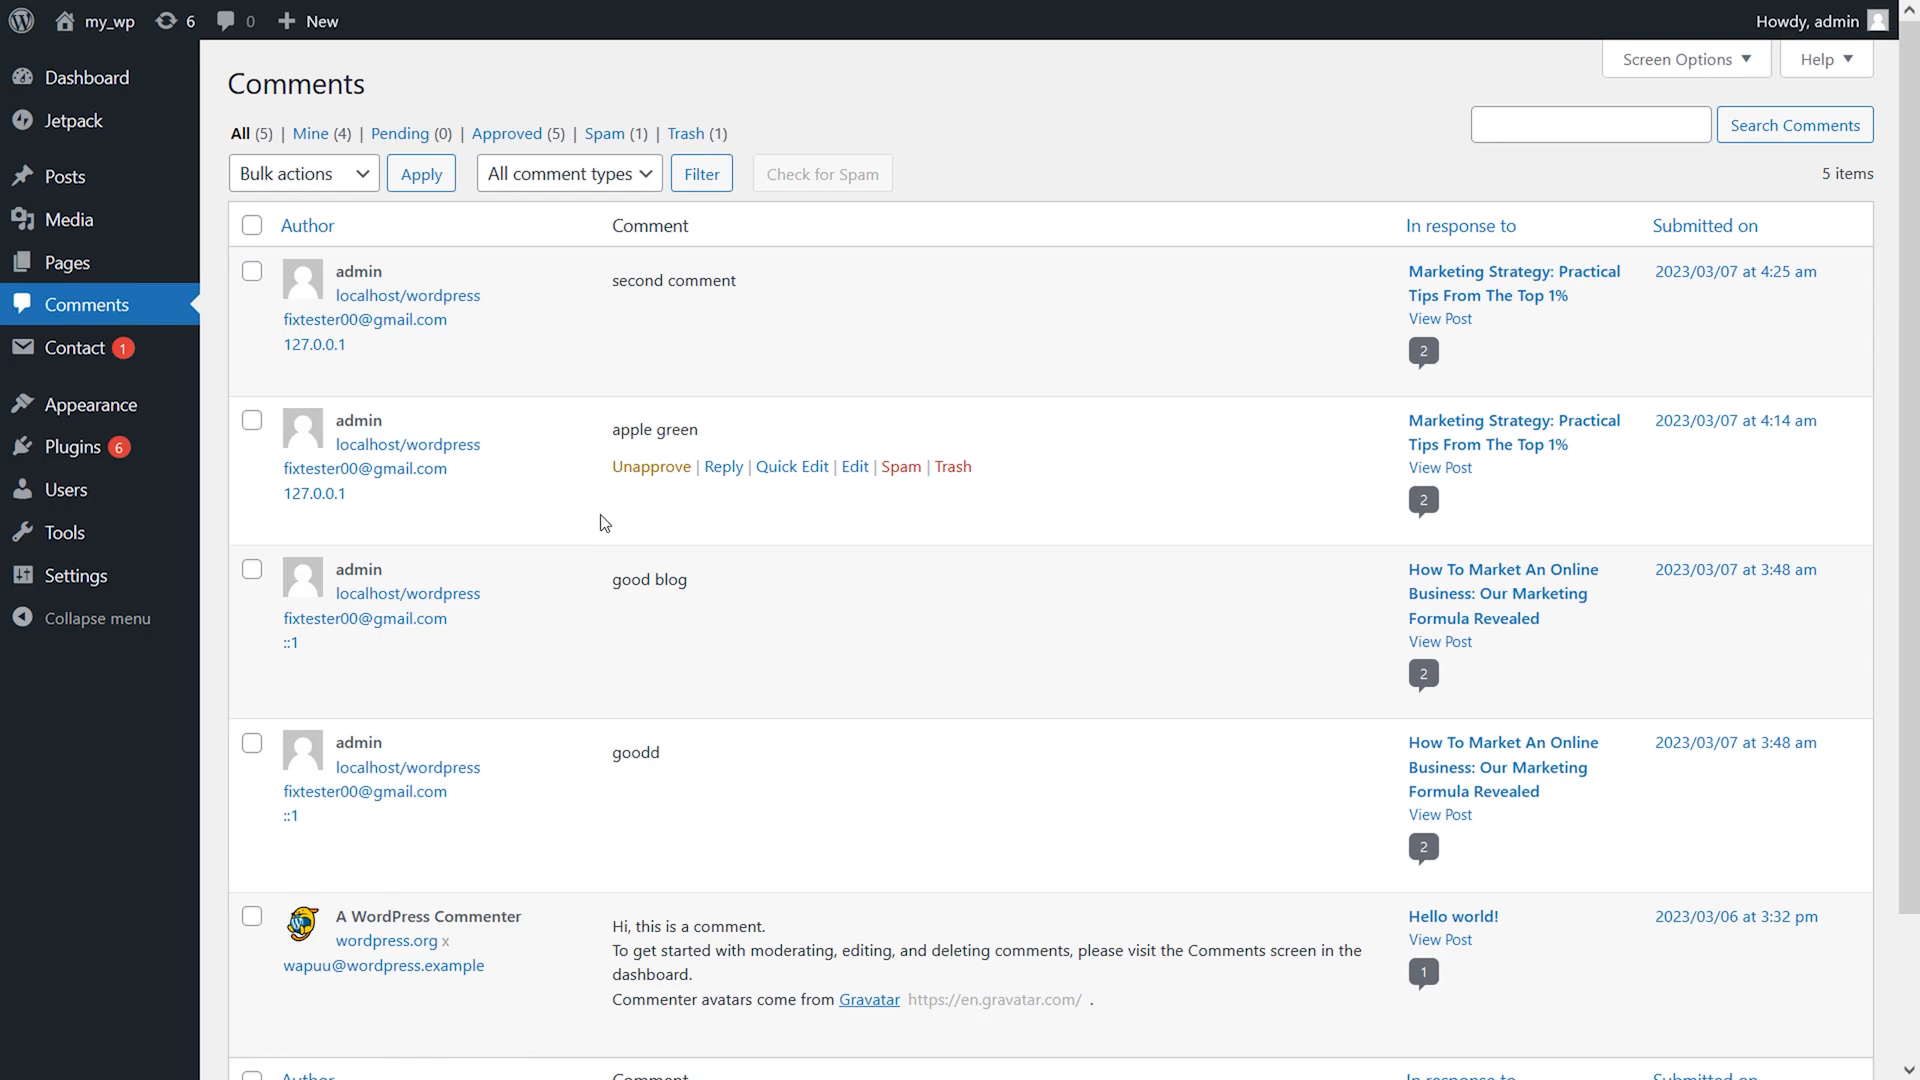 my_wp 6 0 New
Howdy, admin
Dashboard
Jetpack
Posts
Media
Pages
Comments
Contact 1
Appearance
Plugins 6
Users
Tools
Settings
Collapse menu
Screen Options
Help
Comments
All (5) | Mine (4) | Pending (0) | Approved (5) | Spam (1) | Trash (1)
Search Comments
Bulk actions
Apply
All comment types
Filter
Check for Spam
5 items
Author
Comment
In response to
Submitted on
admin
localhost/wordpress
fixtester00@gmail.com
127.0.0.1
second comment
Marketing Strategy: Practical
Tips From The Top 1%
View Post
2
2023/03/07 at 4:25 am
admin
localhost/wordpress
fixtester00@gmail.com
127.0.0.1
apple green
Unapprove | Reply | Quick Edit | Edit | Spam | Trash
Marketing Strategy: Practical
Tips From The Top 1%
View Post
2
2023/03/07 at 4:14 am
admin
localhost/wordpress
fixtester00@gmail.com
::1
good blog
How To Market An Online
Business: Our Marketing
Formula Revealed
View Post
2
2023/03/07 at 3:48 am
admin
localhost/wordpress
fixtester00@gmail.com
::1
goodd
How To Market An Online
Business: Our Marketing
Formula Revealed
View Post
2
2023/03/07 at 3:48 am
A WordPress Commenter
wordpress.org x
wapuu@wordpress.example
Hi, this is a comment.
To get started with moderating, editing, and deleting comments, please visit the Comments screen in the
dashboard.
Commenter avatars come from Gravatar https://en.gravatar.com/ .
Hello world!
View Post
1
2023/03/06 at 3:32 pm
Author
Comment
In response to
Submitted on